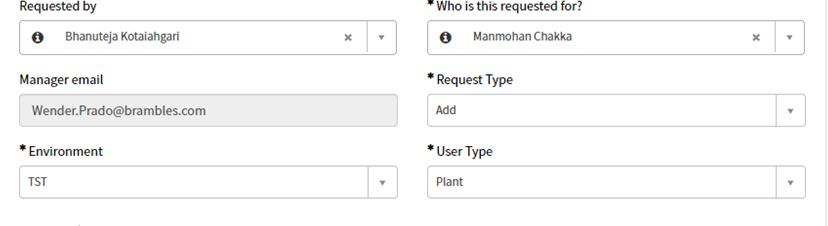 Requested by
* Who is this requested for?
Bhanuteja Kotaiahgari
Manmohan Chakka
Manager email
* Request Type
Wender.Prado@brambles.com
Add
* Environment
* User Type
TST
Plant